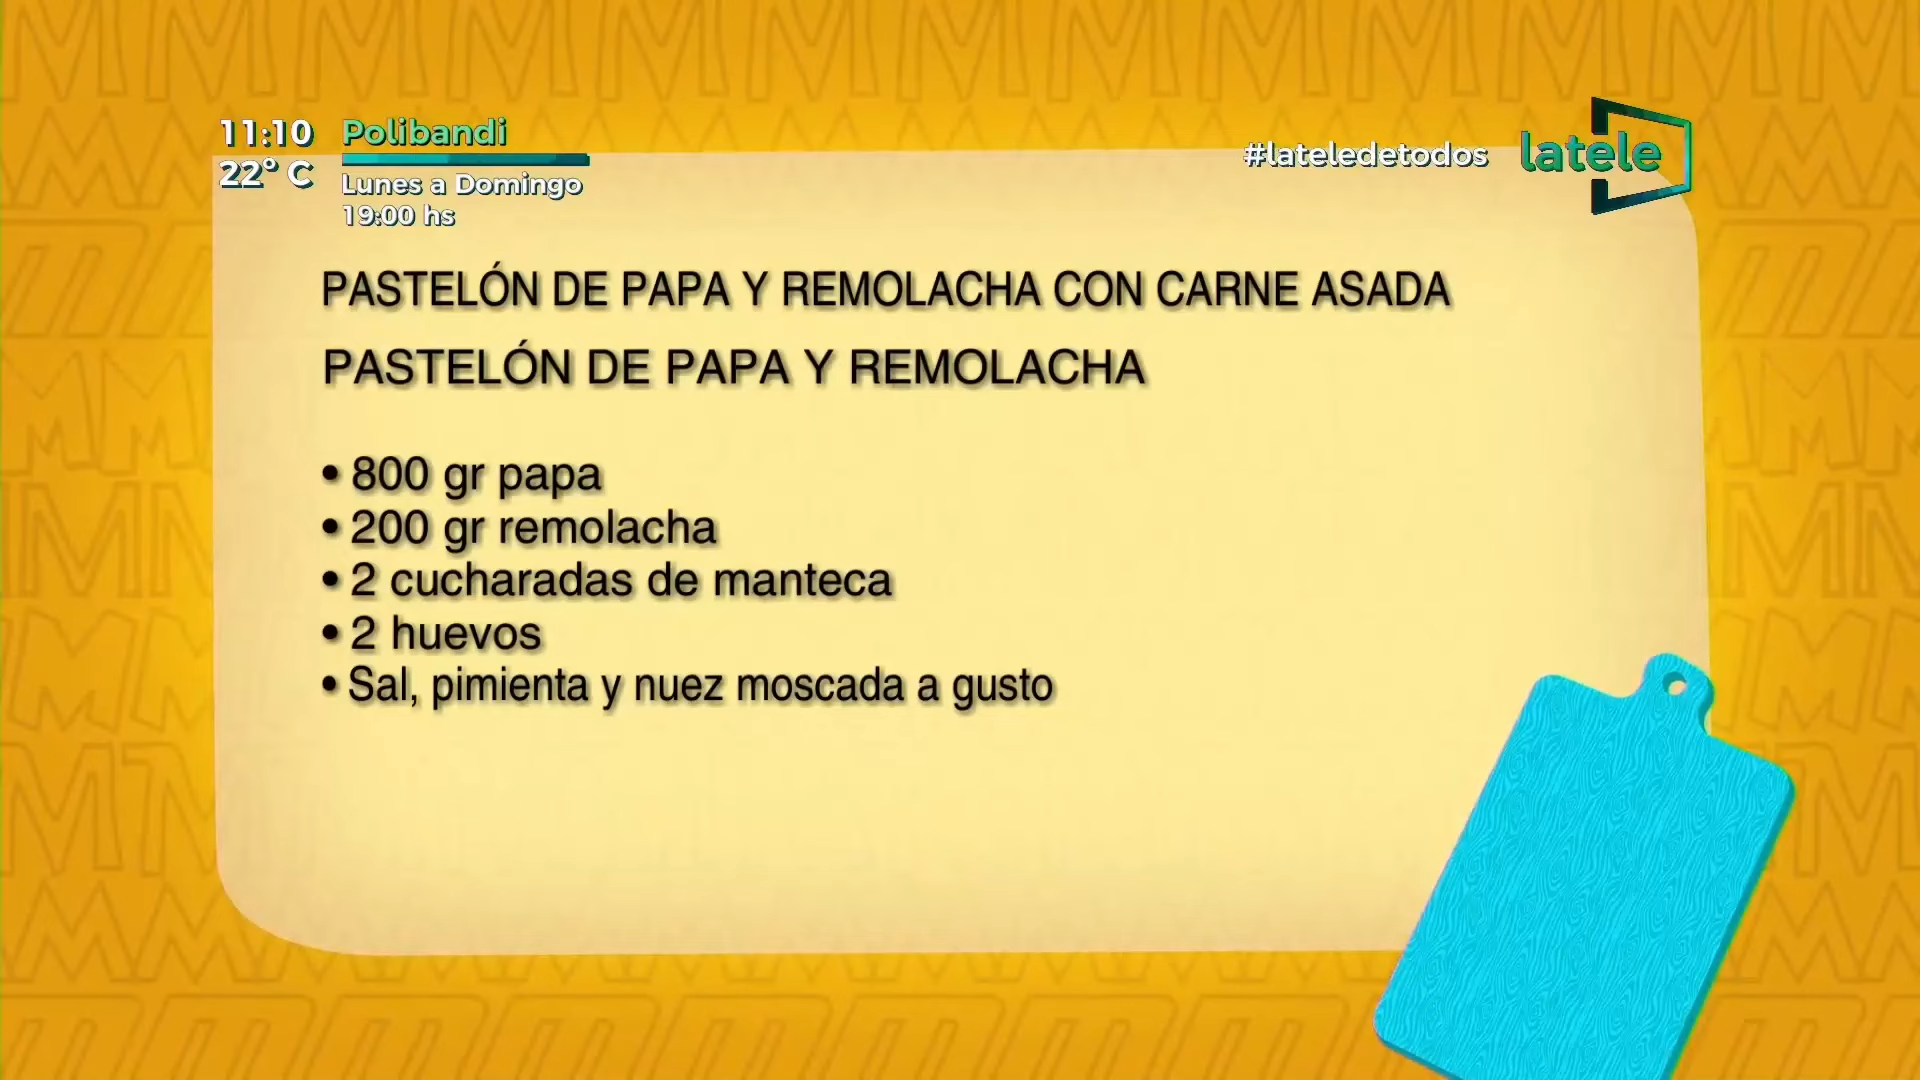 11:10
22º C
Polibandi
Lunes a Domingo
19:00 hs
#lateledetodos
latele
PASTELÓN DE PAPA Y REMOLACHA CON CARNE ASADA
PASTELÓN DE PAPA Y REMOLACHA
• 800 gr papa
• 200 gr remolacha
• 2 cucharadas de manteca
• 2 huevos
• Sal, pimienta y nuez moscada a gusto